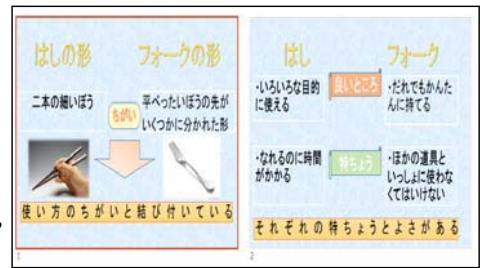 はしの形
フォークの形
二本の細いぼう
ちがい
平べったいぼうの先が
いくつかに分かれた形
使い方のちがいと結び付いている
1
はし
フォーク
・いろいろな目的
に使える
良いところ
・だれでもかんた
んに持てる
・なれるのに時間
がかかる
特ちょう
・ほかの道具と
いっしょに使わな
くてはいけない
それぞれの特ちょうとよさがある
2